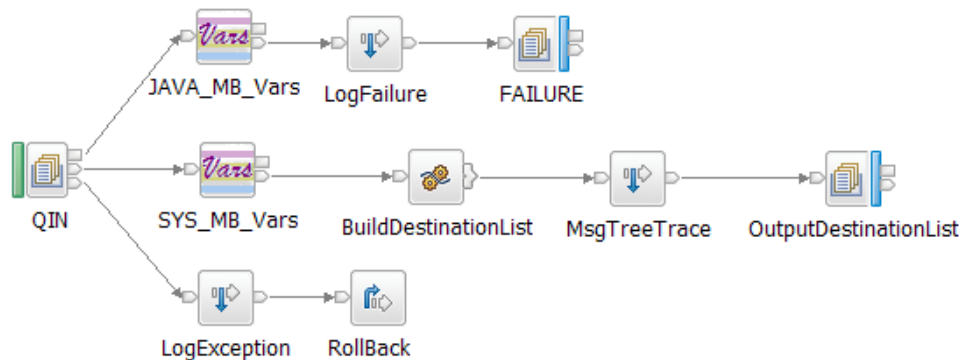 Vars
JAVA_MB_Vars
LogFailure
FAILURE
Vars
QIN
SYS_MB_Vars
BuildDestinationList
MsgTreeTrace
OutputDestinationList
LogException
RollBack